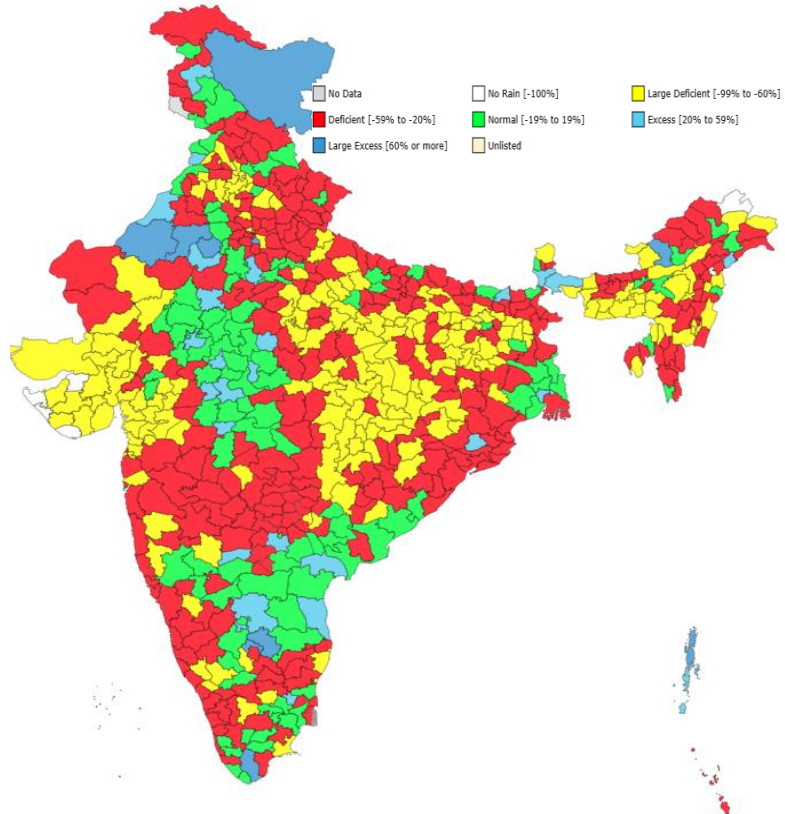 No Data No Rain [-100%] Large Deficient [-99% to -60%]
Deficient [-59% to -20%] Normal [-19% to 19%] Excess [20% to 59%]
Large Excess [60% or more] Unlisted